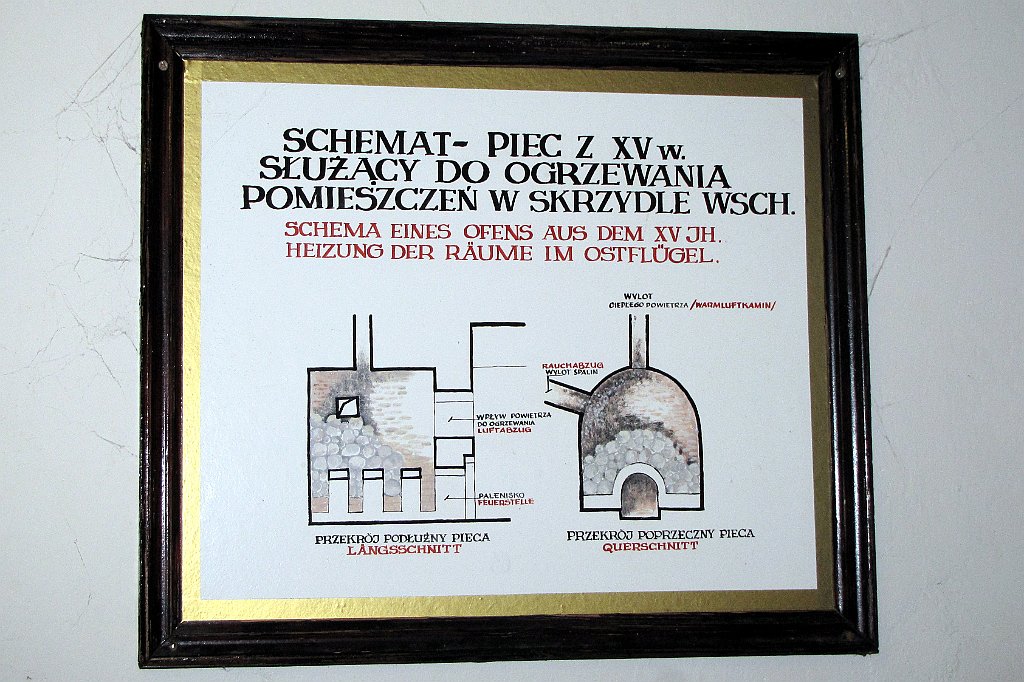 SCHEMAT- PIEC Z XV w.
SŁUŻĄCY DO OGRZEWANIA
POMIESZCZEŃ W SKRZYDLE WSCH.
SCHEMA EINES OFENS AUS DEM XV JH.
HEIZUNG DER RÄUME IM OSTFLÜGEL.
WYLOT
CIEPŁEGO POWIETRZA /WARMLUFTKAMIN/
RAUCHABZUG
WYLOT SPALIN
WPŁYW POWIETRZA
DO OGRZEWANIA
LUFTABZUG
PALENISKO
FEUERSTELLE
PRZEKRÓJ PODŁUŻNY PIECA
LÄNGSSCHNITT
PRZEKRÓJ POPRZECZNY PIECA
QUERSCHNITT